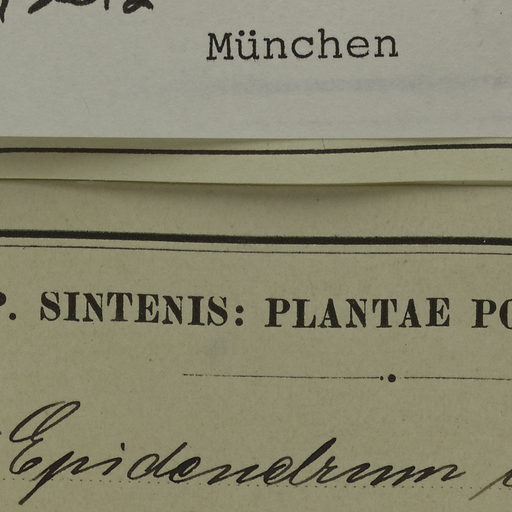 München
P. SINTENIS: PLANTAE PO
Epidendrum